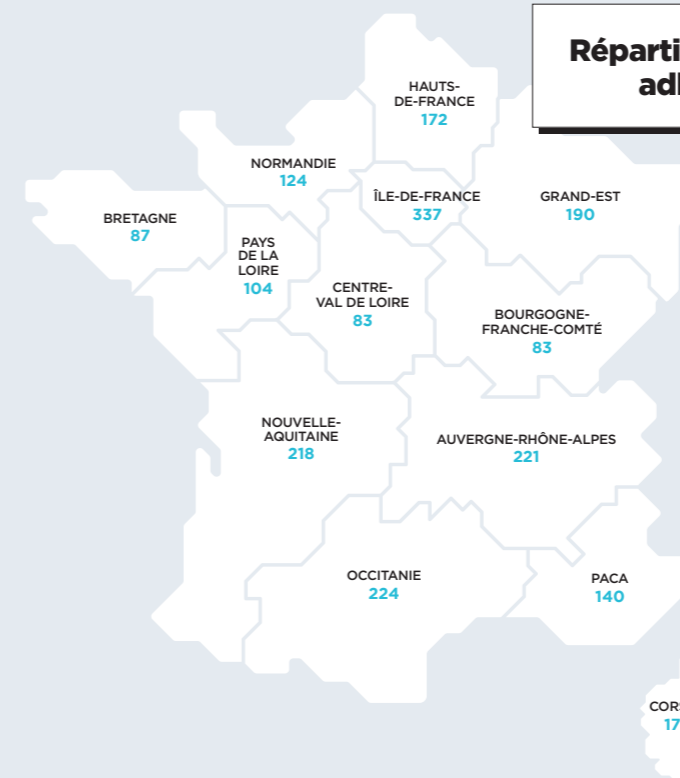 Réparti
adl
HAUTS-
DE-FRANCE
172
NORMANDIE
124
ÎLE-DE-FRANCE
337
GRAND-EST
190
BRETAGNE
87
PAYS
DE LA
LOIRE
104
CENTRE-
VAL DE LOIRE
83
BOURGOGNE-
FRANCHE-COMTÉ
83
NOUVELLE-
AQUITAINE
218
AUVERGNE-RHÔNE-ALPES
221
OCCITANIE
224
PACA
140
CORS
17